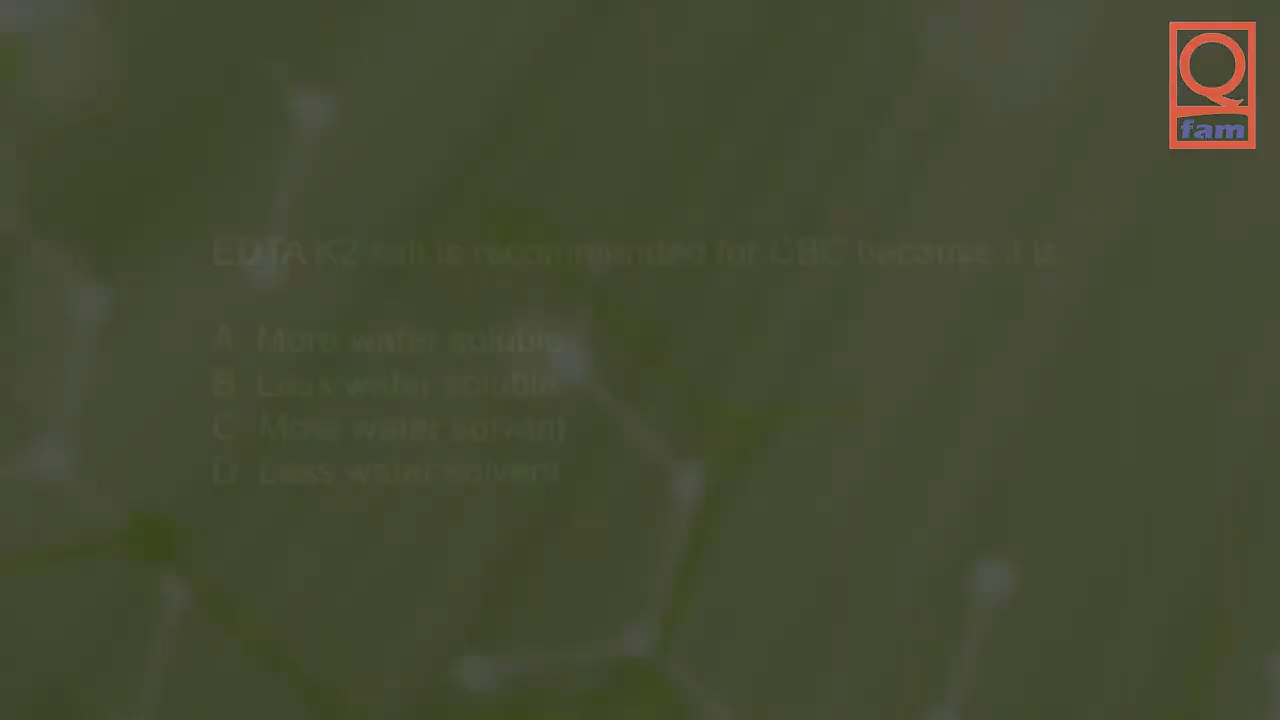 Q
fam
EDTA K2 salt is recommended for CBC because it is
A. More water soluble
B. Less water soluble
C. More water solvent
D. Less water solvent